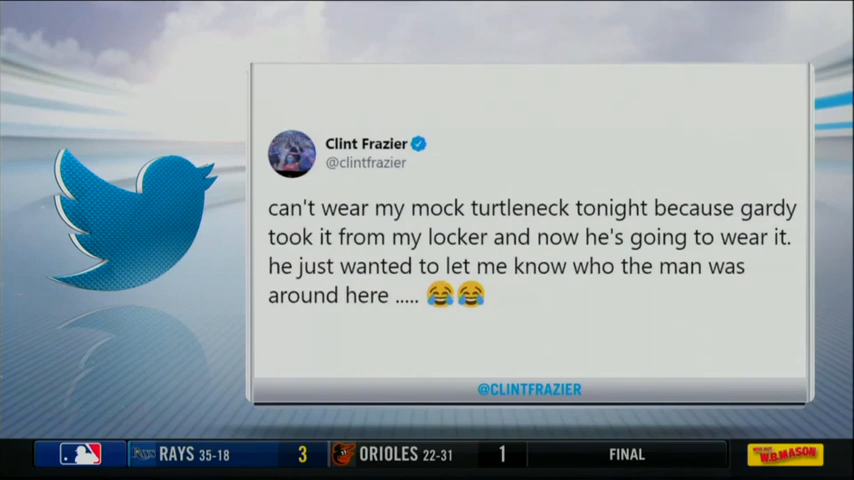 Clint Frazier
@clintfrazier
can't wear my mock turtleneck tonight because gardy
took it from my locker and now he's going to wear it.
he just wanted to let me know who the man was
around here ..... 😂😂
@CLINTFRAZIER
RAYS 35-18 3 ORIOLES 22-31 1 FINAL
W.B.MASON